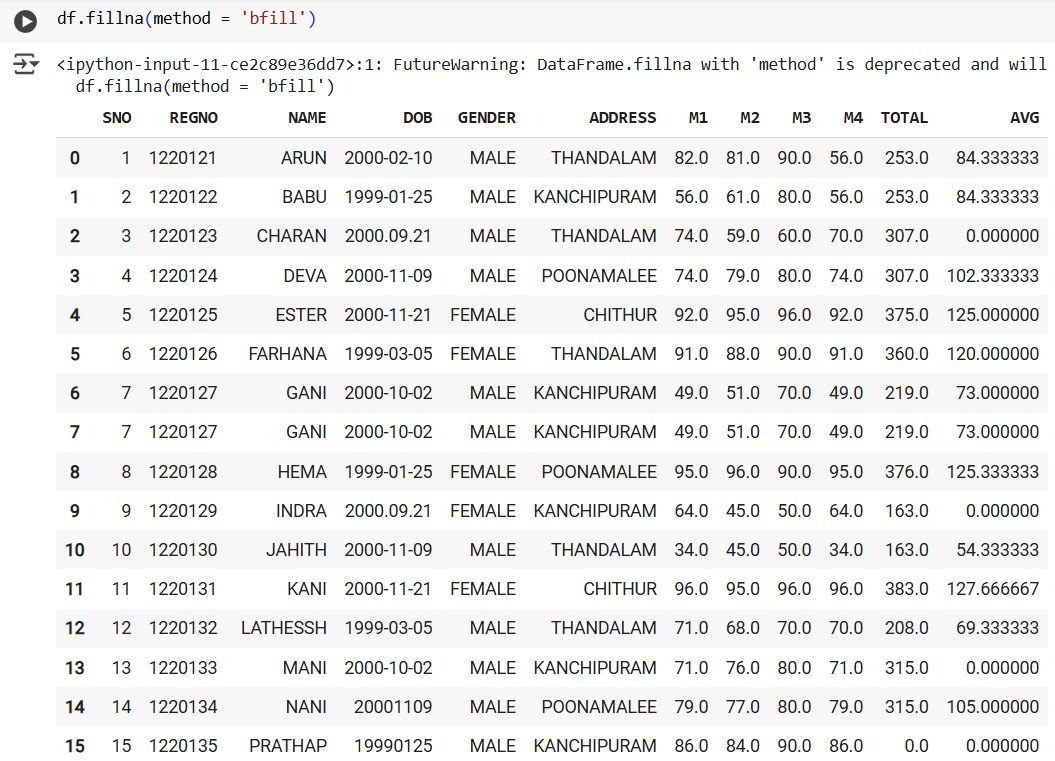 df.fillna(method = 'bfill')
<ipython-input-11-ce2c89e36dd7>:1: FutureWarning: DataFrame.fillna with 'method' is deprecated and will
df.fillna(method = 'bfill')
SNO REGNO NAME DOB GENDER ADDRESS M1 M2 M3 M4 TOTAL AVG
0 1 1220121 ARUN 2000-02-10 MALE THANDALAM 82.0 81.0 90.0 56.0 253.0 84.333333
1 2 1220122 BABU 1999-01-25 MALE KANCHIPURAM 56.0 61.0 80.0 56.0 253.0 84.333333
2 3 1220123 CHARAN 2000.09.21 MALE THANDALAM 74.0 59.0 60.0 70.0 307.0 0.000000
3 4 1220124 DEVA 2000-11-09 MALE POONAMALEE 74.0 79.0 80.0 74.0 307.0 102.333333
4 5 1220125 ESTER 2000-11-21 FEMALE CHITHUR 92.0 95.0 96.0 92.0 375.0 125.000000
5 6 1220126 FARHANA 1999-03-05 FEMALE THANDALAM 91.0 88.0 90.0 91.0 360.0 120.000000
6 7 1220127 GANI 2000-10-02 MALE KANCHIPURAM 49.0 51.0 70.0 49.0 219.0 73.000000
7 7 1220127 GANI 2000-10-02 MALE KANCHIPURAM 49.0 51.0 70.0 49.0 219.0 73.000000
8 8 1220128 HEMA 1999-01-25 FEMALE POONAMALEE 95.0 96.0 90.0 95.0 376.0 125.333333
9 9 1220129 INDRA 2000.09.21 FEMALE KANCHIPURAM 64.0 45.0 50.0 64.0 163.0 0.000000
10 10 1220130 JAHITH 2000-11-09 MALE THANDALAM 34.0 45.0 50.0 34.0 163.0 54.333333
11 11 1220131 KANI 2000-11-21 FEMALE CHITHUR 96.0 95.0 96.0 96.0 383.0 127.666667
12 12 1220132 LATHESSH 1999-03-05 MALE THANDALAM 71.0 68.0 70.0 70.0 208.0 69.333333
13 13 1220133 MANI 2000-10-02 MALE KANCHIPURAM 71.0 76.0 80.0 71.0 315.0 0.000000
14 14 1220134 NANI 20001109 MALE POONAMALEE 79.0 77.0 80.0 79.0 315.0 105.000000
15 15 1220135 PRATHAP 19990125 MALE KANCHIPURAM 86.0 84.0 90.0 86.0 0.0 0.000000